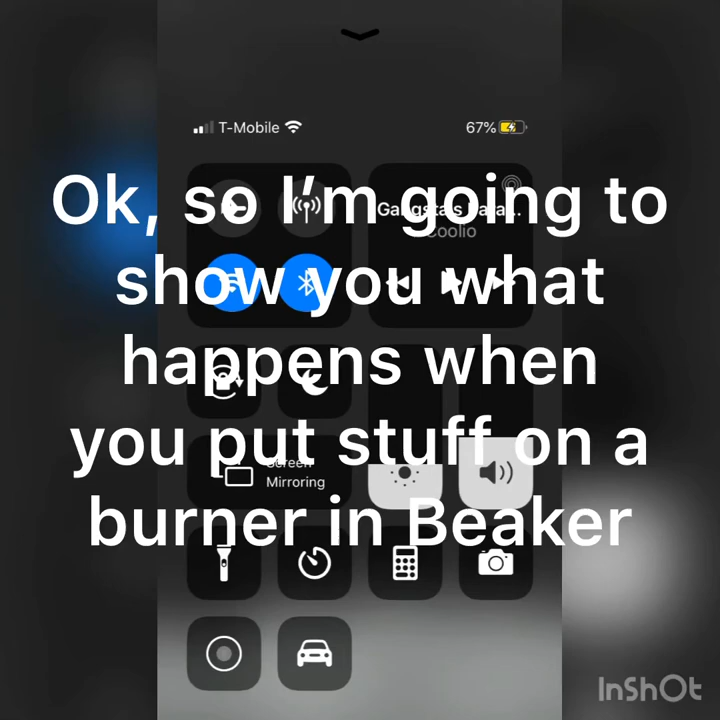 T-Mobile
67%
Ok, so I'm going to
Coolio
show you what
happens when
you put stuff on a
Screen
Mirroring
burner in Beaker
InShOt